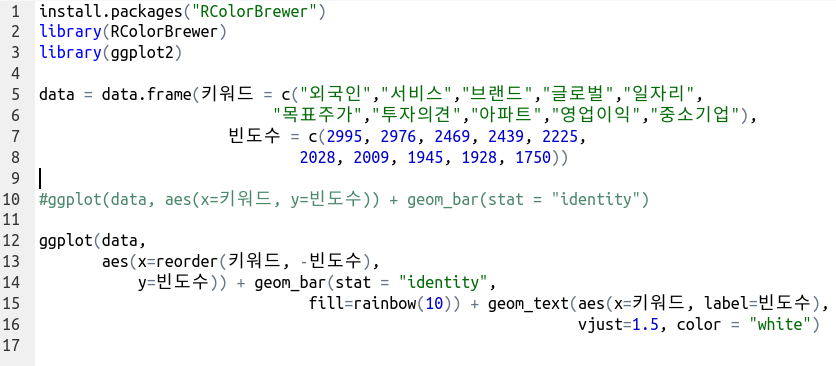 1 install.packages("RColorBrewer")
2 library(RColorBrewer)
3 library(ggplot2)
4
5 data = data.frame(키워드 = c("외국인","서비스","브랜드","글로벌","일자리",
6 "목표주가","투자의견","아파트","영업이익","중소기업"),
7 빈도수 = c(2995, 2976, 2469, 2439, 2225,
8 2028, 2009, 1945, 1928, 1750))
9
10 #ggplot(data, aes(x=키워드, y=빈도수)) + geom_bar(stat = "identity")
11
12 ggplot(data,
13 aes(x=reorder(키워드, -빈도수),
14 y=빈도수)) + geom_bar(stat = "identity",
15 fill=rainbow(10)) + geom_text(aes(x=키워드, label=빈도수),
16 vjust=1.5, color = "white")
17